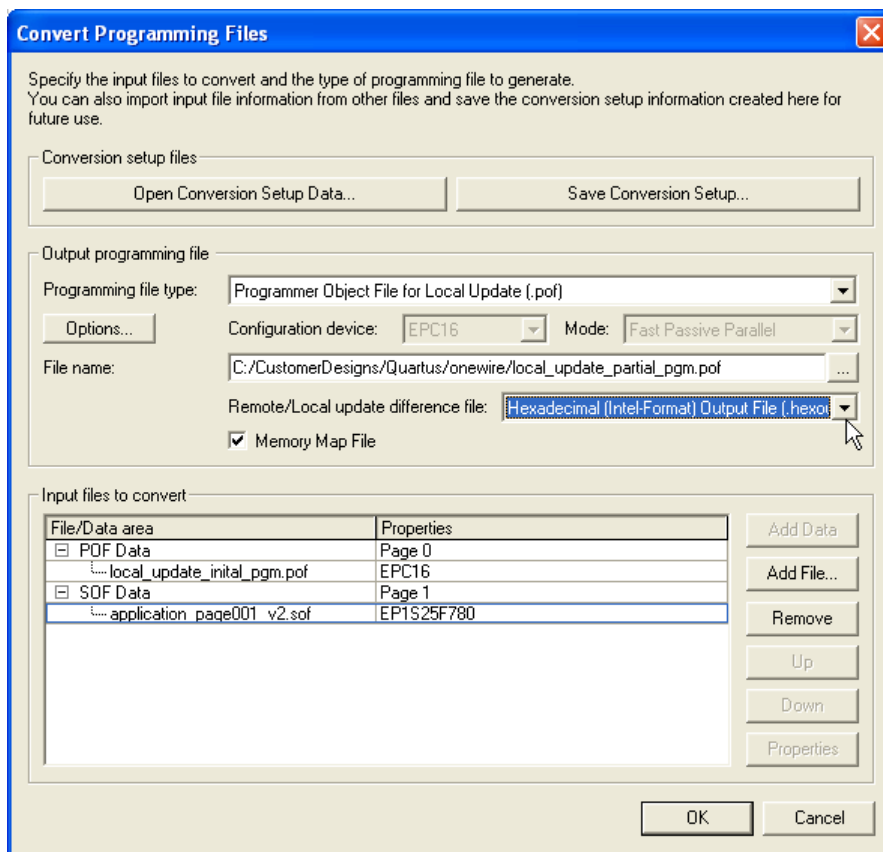 Convert Programming Files
Specify the input files to convert and the type of programming file to generate.
You can also import input file information from other files and save the conversion setup information created here for
future use.
Conversion setup files
Open Conversion Setup Data...
Save Conversion Setup...
Output programming file
Programming file type:
Programmer Object File for Local Update (.pof)
Options...
Configuration device:
EPC16
Mode:
Fast Passive Parallel
File name:
C:/CustomerDesigns/Quartus/onewire/local_update_partial_pgm.pof
...
Remote/Local update difference file:
Hexadecimal (Intel-Format) Output File (.hexou
Memory Map File
Input files to convert
File/Data area
Properties
POF Data
Page 0
local_update_inital_pgm.pof
EPC16
SOF Data
Page 1
application_page001_v2.sof
EP1S25F780
Add Data
Add File...
Remove
Up
Down
Properties
OK
Cancel